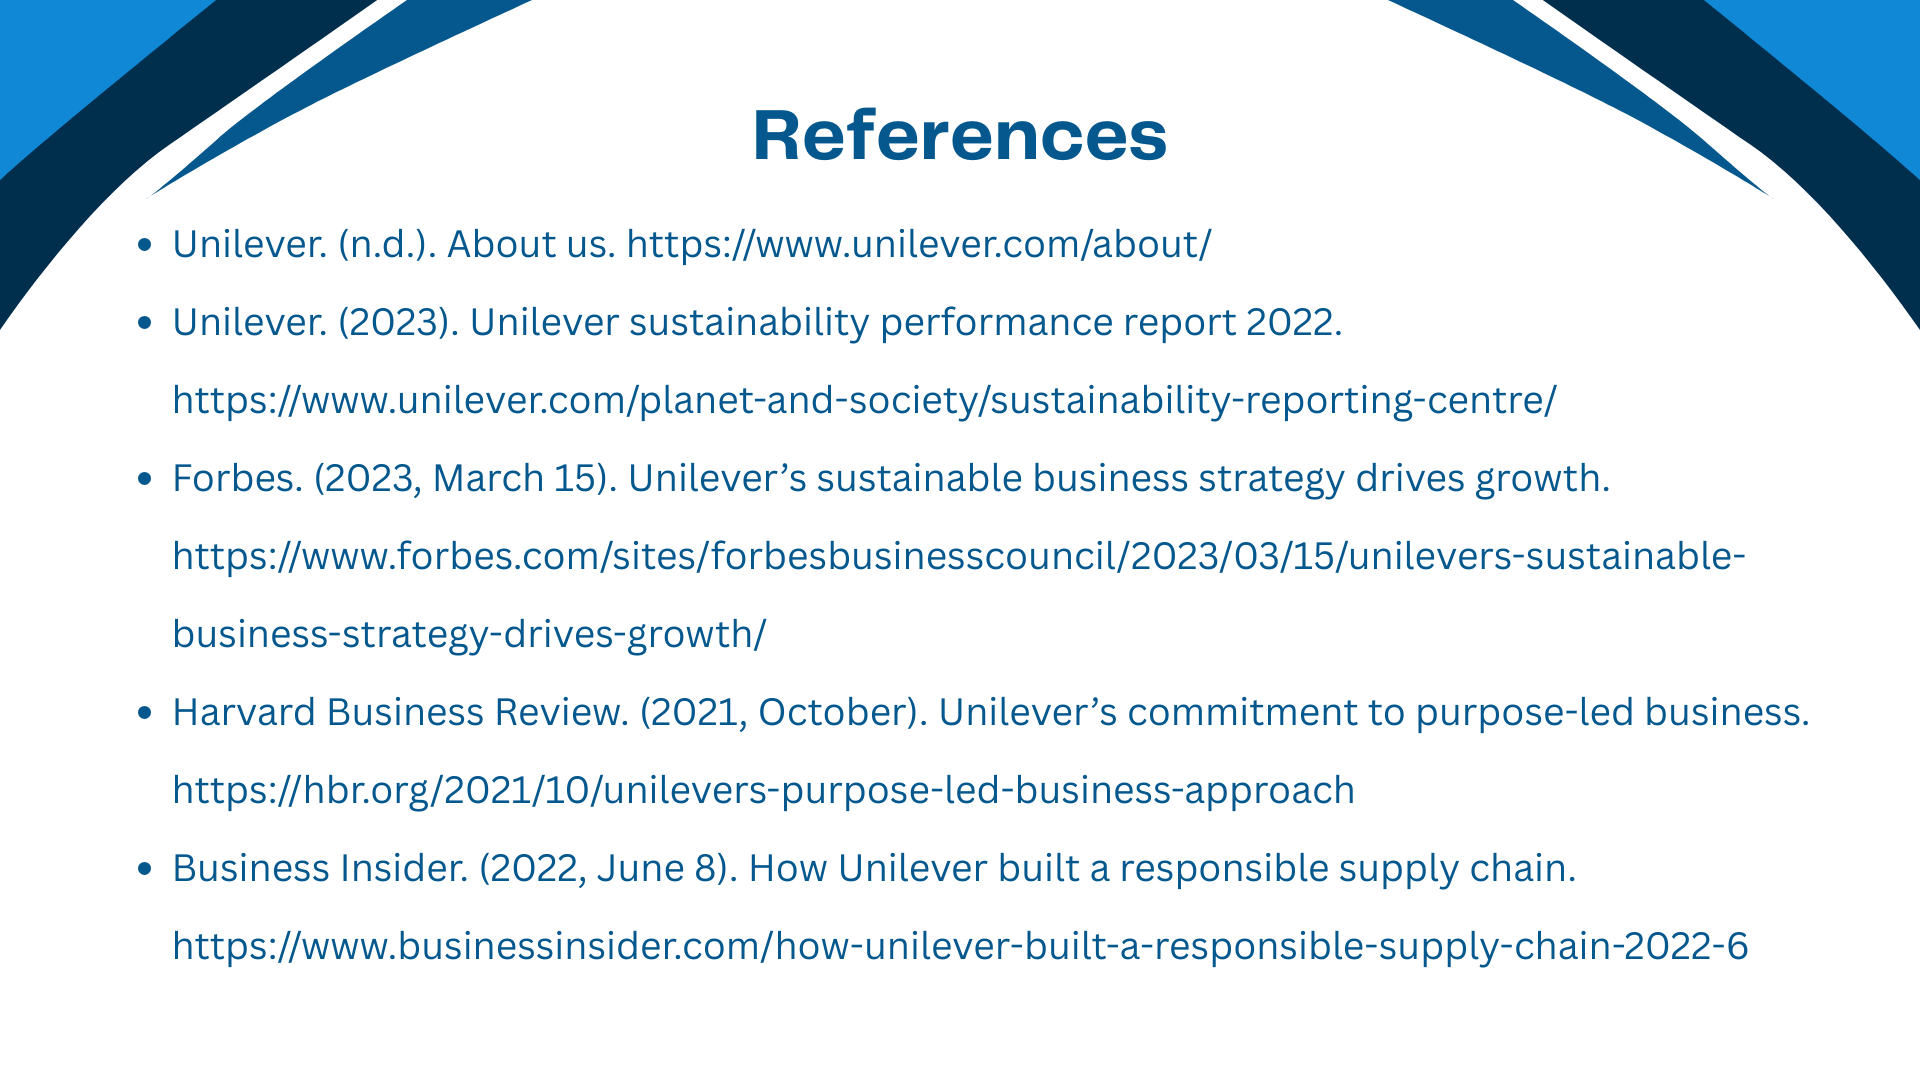 References
• Unilever. (n.d.). About us. https://www.unilever.com/about/
• Unilever. (2023). Unilever sustainability performance report 2022.
https://www.unilever.com/planet-and-society/sustainability-reporting-centre/
• Forbes. (2023, March 15). Unilever’s sustainable business strategy drives growth.
https://www.forbes.com/sites/forbesbusinesscouncil/2023/03/15/unilevers-sustainable-
business-strategy-drives-growth/
• Harvard Business Review. (2021, October). Unilever’s commitment to purpose-led business.
https://hbr.org/2021/10/unilevers-purpose-led-business-approach
• Business Insider. (2022, June 8). How Unilever built a responsible supply chain.
https://www.businessinsider.com/how-unilever-built-a-responsible-supply-chain-2022-6